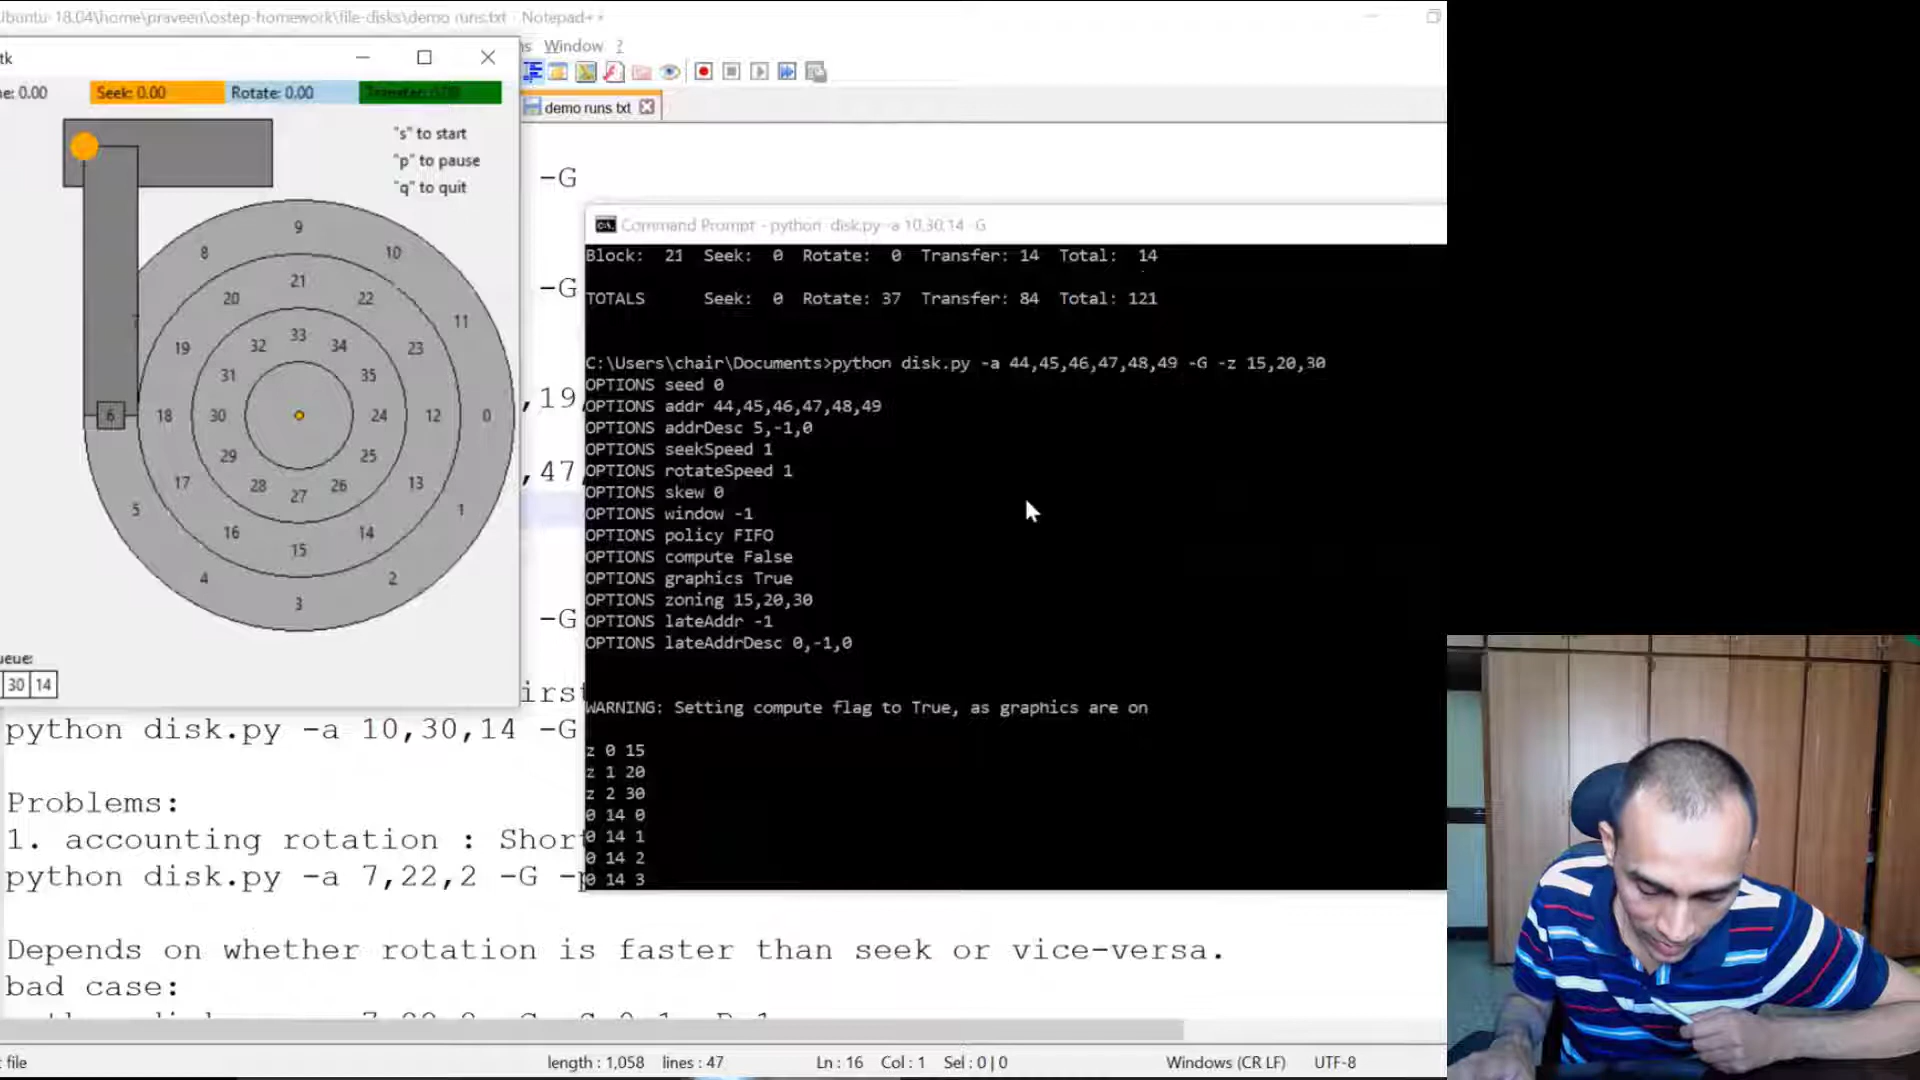 Ubuntu-18.04\home\praveen\ostep-homework\file-disks\demo runs.txt - Notepad++
Window ?
tk
demo runs.txt
ne: 0.00 Seek: 0.00 Rotate: 0.00 Transfer: 0.00
"s" to start
"p" to pause
"q" to quit
9
8 10
21
20 22
7 33 11
19 32 34 23
31 35
6 18 30 24 12 0
29 25
17 28 27 26 13
5 1
16 14
15
4 2
3
ueue:
30 14
-G
-G
,19
,47
-G
irst
python disk.py -a 10,30,14 -G
Problems:
1. accounting rotation : Short
python disk.py -a 7,22,2 -G -p
Depends on whether rotation is faster than seek or vice-versa.
bad case:
Command Prompt - python disk.py -a 10,30,14 -G
Block: 21 Seek: 0 Rotate: 0 Transfer: 14 Total: 14
TOTALS Seek: 0 Rotate: 37 Transfer: 84 Total: 121
C:\Users\chair\Documents>python disk.py -a 44,45,46,47,48,49 -G -z 15,20,30
OPTIONS seed 0
OPTIONS addr 44,45,46,47,48,49
OPTIONS addrDesc 5,-1,0
OPTIONS seekSpeed 1
OPTIONS rotateSpeed 1
OPTIONS skew 0
OPTIONS window -1
OPTIONS policy FIFO
OPTIONS compute False
OPTIONS graphics True
OPTIONS zoning 15,20,30
OPTIONS lateAddr -1
OPTIONS lateAddrDesc 0,-1,0
WARNING: Setting compute flag to True, as graphics are on
z 0 15
z 1 20
z 2 30
0 14 0
0 14 1
0 14 2
0 14 3
t file length : 1,058 lines : 47 Ln : 16 Col : 1 Sel : 0 | 0 Windows (CR LF) UTF-8